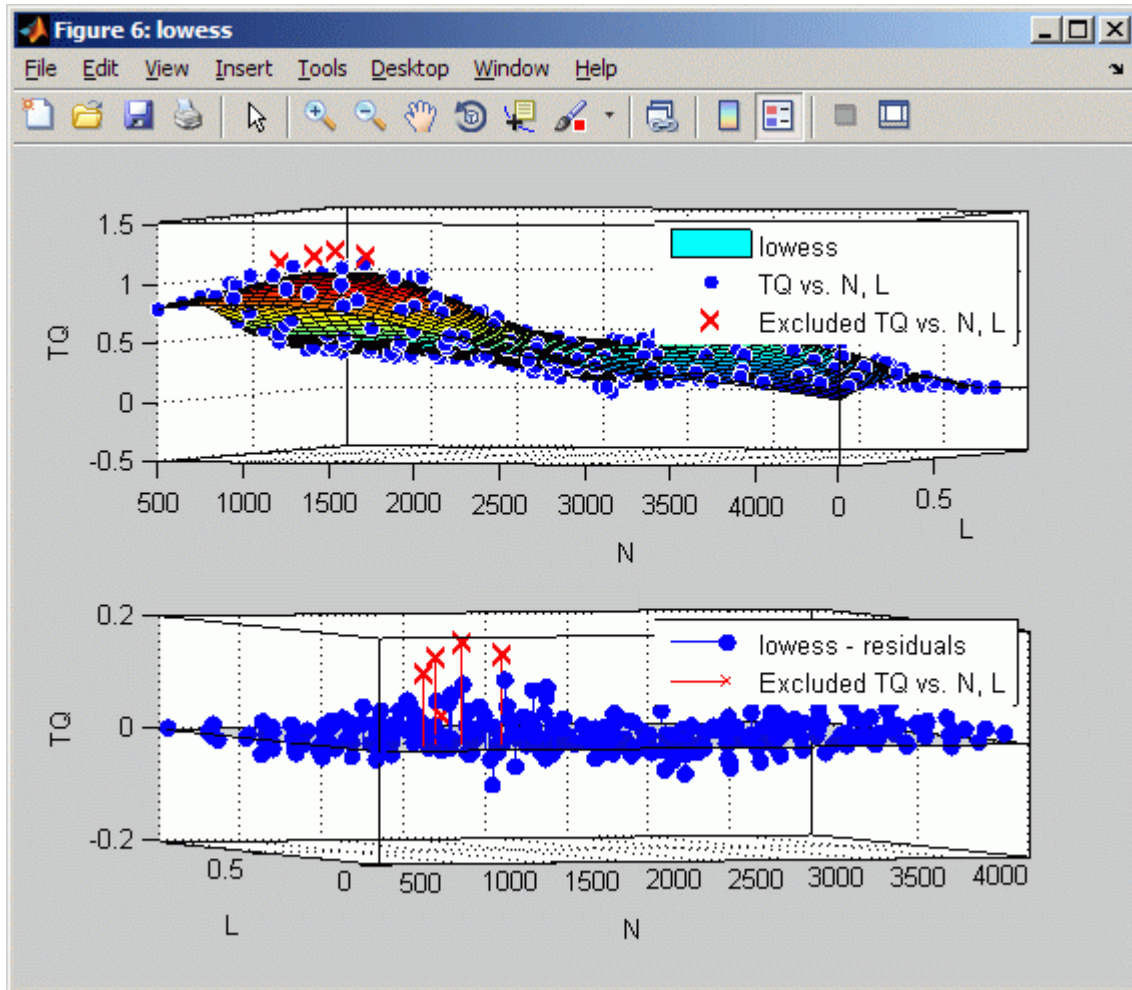 Figure 6: lowess
File Edit View Insert Tools Desktop Window Help
1.5
1
0.5
0
-0.5
TQ
500 1000 1500 2000 2500 3000 3500 4000 0 0.5
N
L
lowess
TQ vs. N, L
Excluded TQ vs. N, L
0.2
0
-0.2
TQ
0.5 0 500 1000 1500 2000 2500 3000 3500 4000
L
N
lowess - residuals
Excluded TQ vs. N, L